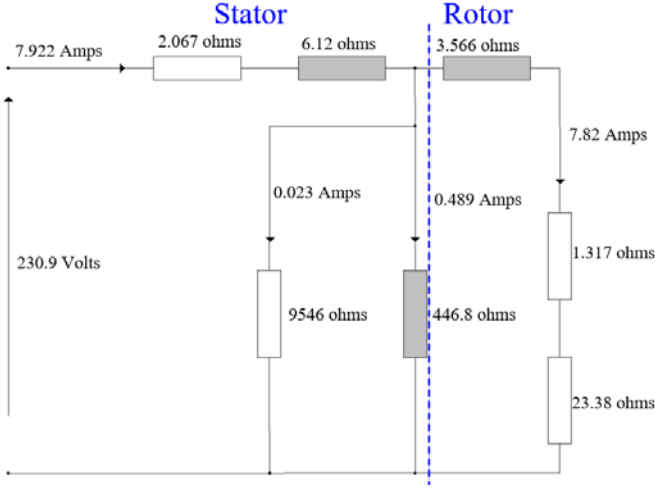 Stator
Rotor
7.922 Amps
2.067 ohms
6.12 ohms
3.566 ohms
7.82 Amps
0.023 Amps
0.489 Amps
230.9 Volts
1.317 ohms
9546 ohms
446.8 ohms
23.38 ohms